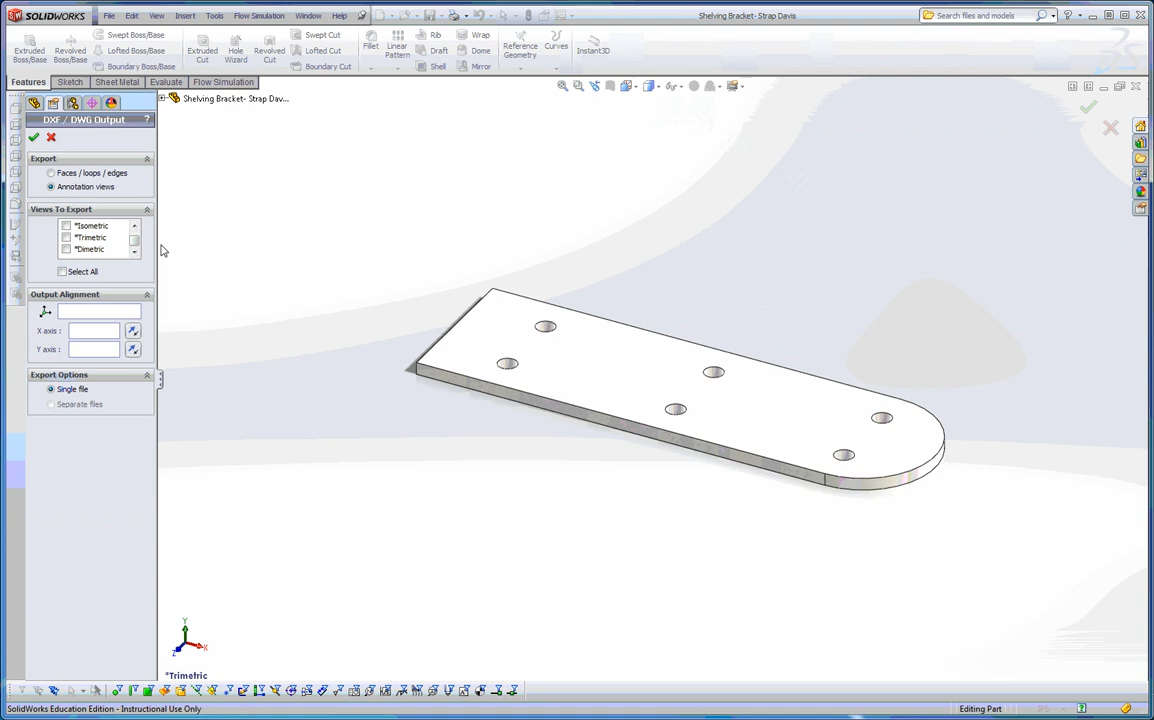 SOLIDWORKS File Edit View Insert Tools Flow Simulation Window Help Shelving Bracket- Strap Davis Search files and models
Extruded Boss/Base Revolved Boss/Base Swept Boss/Base Lofted Boss/Base Boundary Boss/Base Extruded Cut Hole Wizard Revolved Cut Swept Cut Lofted Cut Boundary Cut Fillet Linear Pattern Rib Draft Shell Wrap Dome Mirror Reference Geometry Curves Instant3D
Features Sketch Sheet Metal Evaluate Flow Simulation
Shelving Bracket- Strap Dav...
DXF / DWG Output ?
Export
Faces / loops / edges
Annotation views
Views To Export
*Isometric
*Trimetric
*Dimetric
Select All
Output Alignment
X axis :
Y axis :
Export Options
Single file
Separate files
Y
X
Z
*Trimetric
SolidWorks Education Edition - Instructional Use Only Editing Part